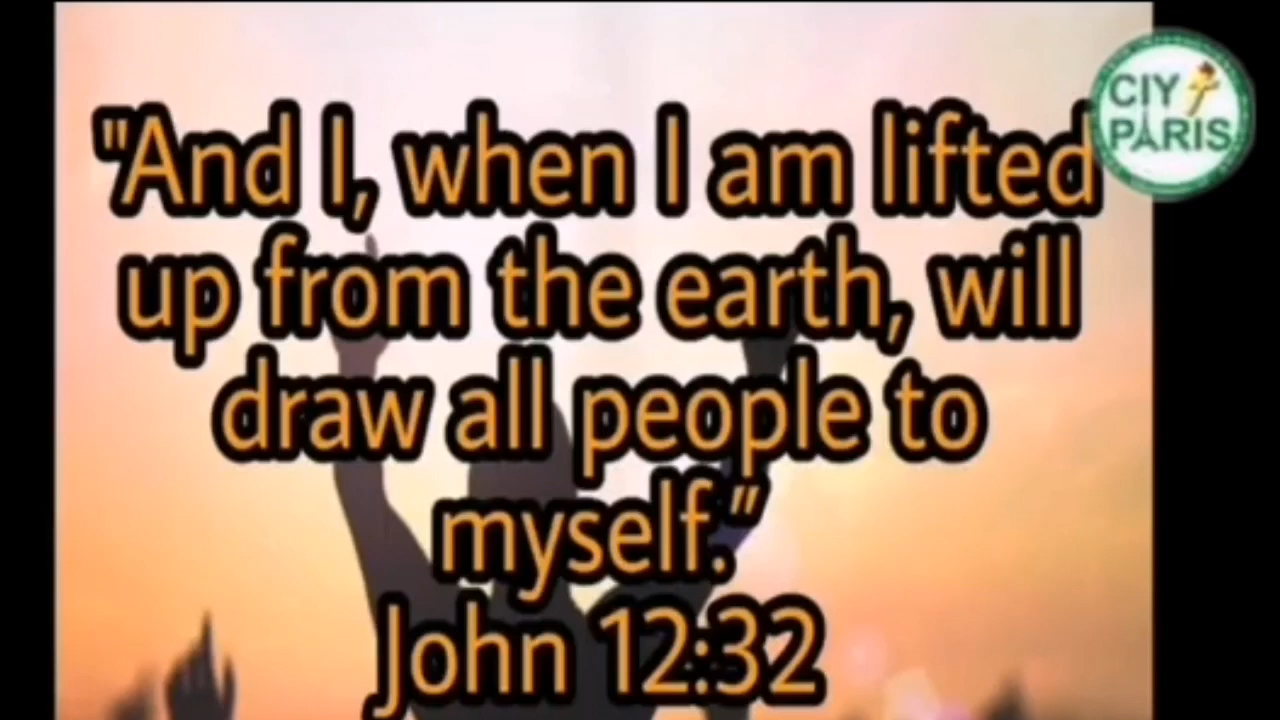 "And I, when I am lifted
up from the earth, will
draw all people to
myself.”
John 12:32
CIY
PARIS